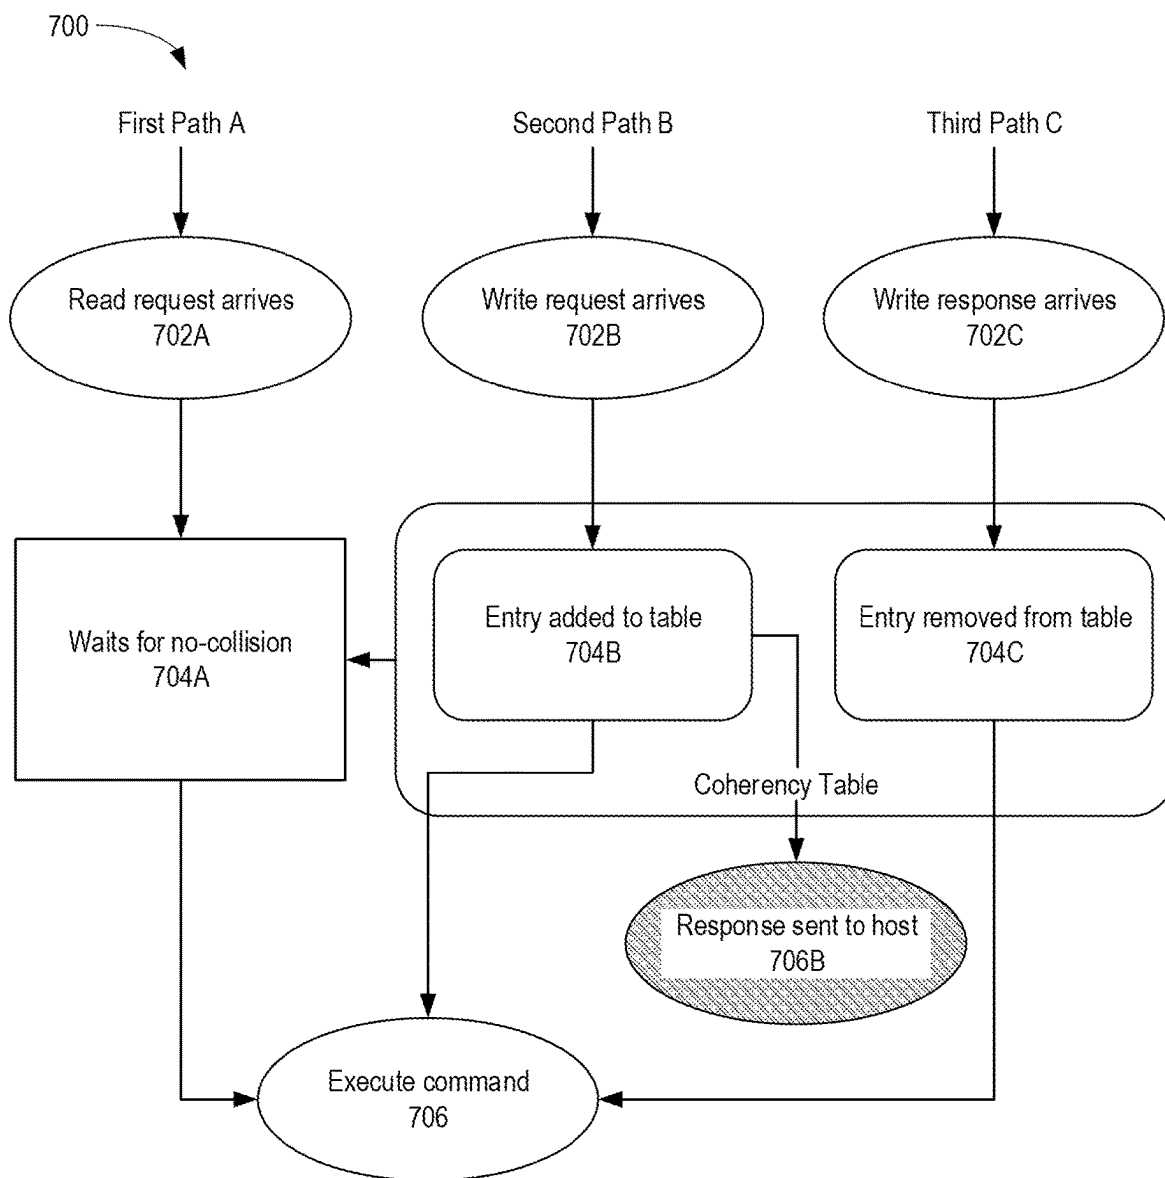 700
First Path A
Second Path B
Third Path C
Read request arrives
702A
Write request arrives
702B
Write response arrives
702C
Waits for no-collision
704A
Entry added to table
704B
Entry removed from table
704C
Coherency Table
Response sent to host
706B
Execute command
706